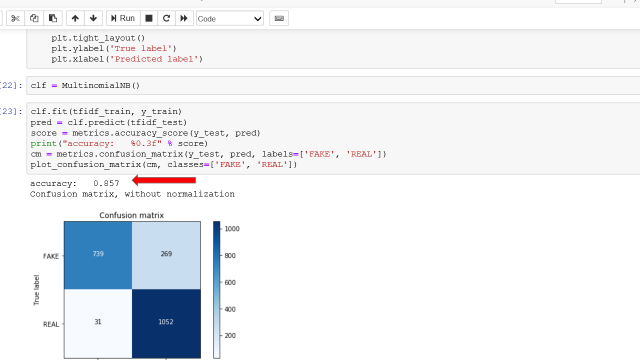 Run
Code
plt.tight_layout()
plt.ylabel('True label')
plt.xlabel('Predicted label')
[22]: clf = MultinomialNB()
[23]: clf.fit(tfidf_train, y_train)
pred = clf.predict(tfidf_test)
score = metrics.accuracy_score(y_test, pred)
print("accuracy:   %0.3f" % score)
cm = metrics.confusion_matrix(y_test, pred, labels=['FAKE', 'REAL'])
plot_confusion_matrix(cm, classes=['FAKE', 'REAL'])
accuracy:   0.857
Confusion matrix, without normalization
Confusion matrix
1000
FAKE
739
269
800
True label
600
400
REAL
31
1052
200